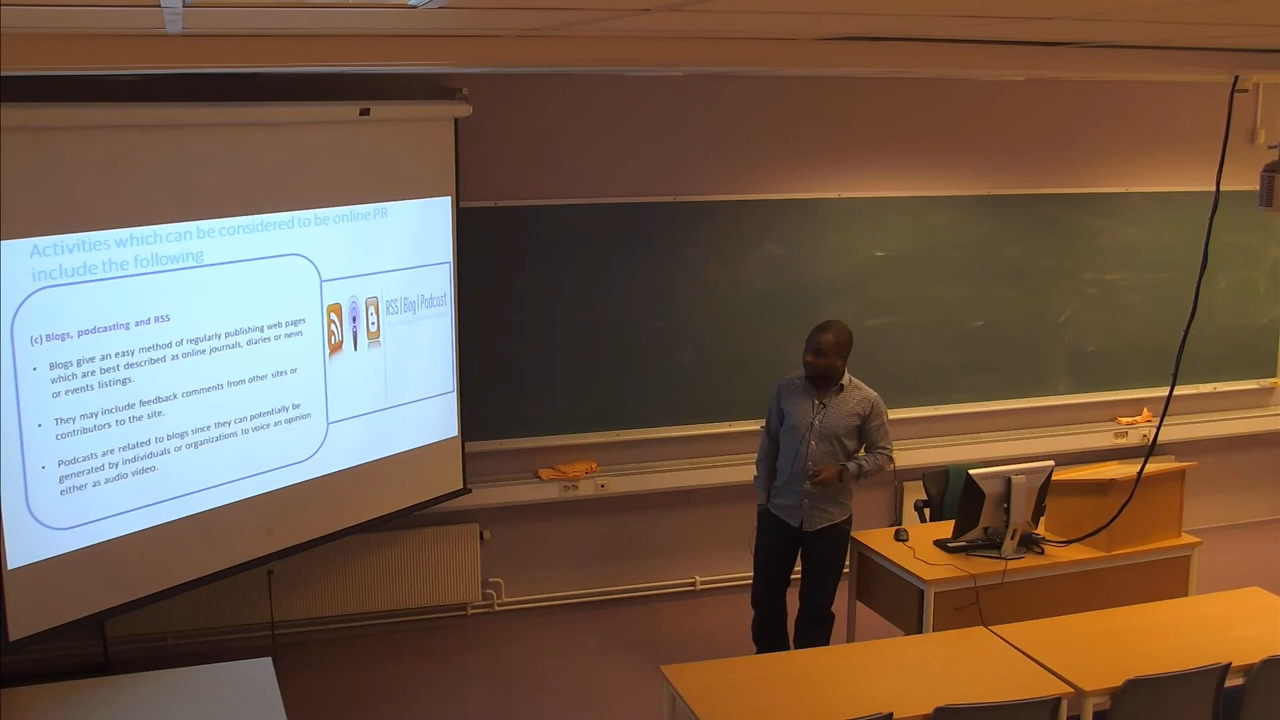 Activities which can be considered to be online PR
include the following
(c) Blogs, podcasting and RSS
• Blogs give an easy method of regularly publishing web pages
which are best described as online journals, diaries or news
or events listings.
• They may include feedback comments from other sites or
contributors to the site.
• Podcasts are related to blogs since they can potentially be
generated by individuals or organizations to voice an opinion
either as audio video.
RSS | Blog | Podcast